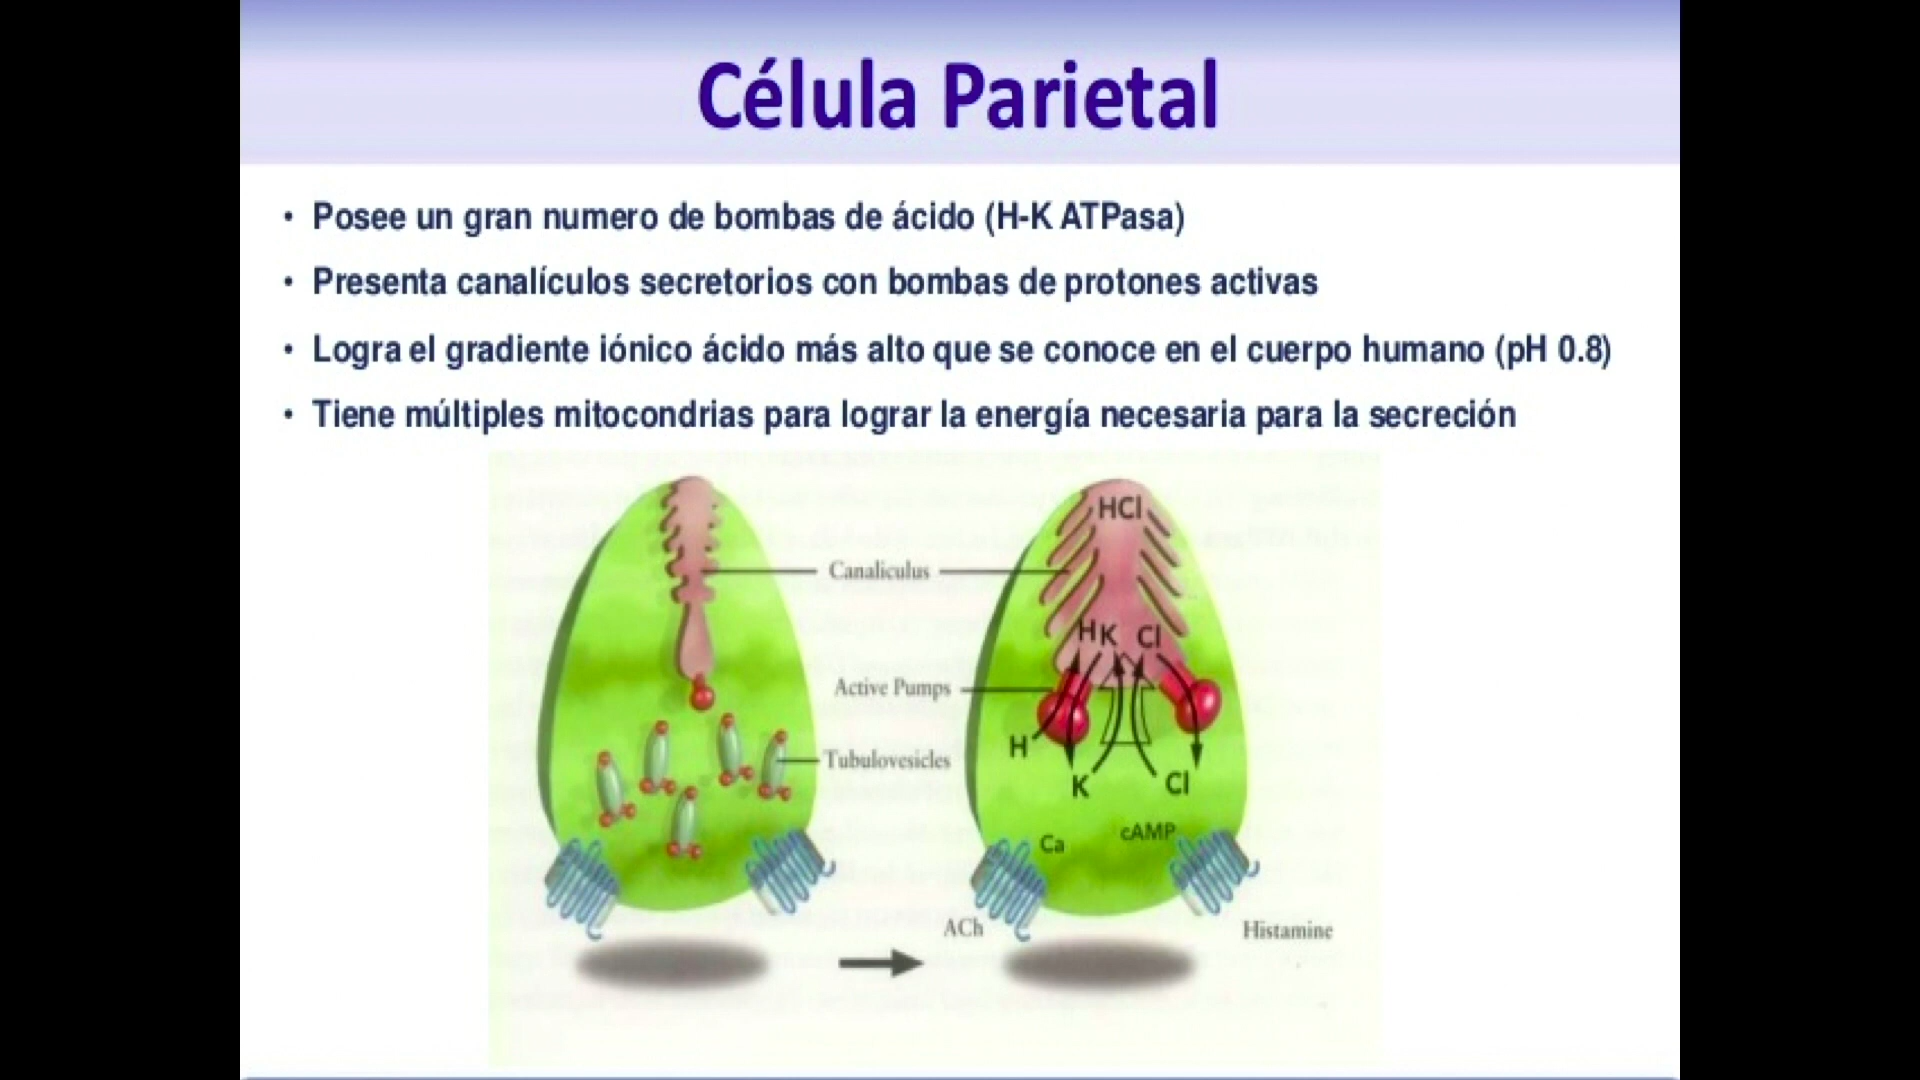 Célula Parietal
• Posee un gran numero de bombas de ácido (H-K ATPasa)
• Presenta canalículos secretorios con bombas de protones activas
• Logra el gradiente iónico ácido más alto que se conoce en el cuerpo humano (pH 0.8)
• Tiene múltiples mitocondrias para lograr la energía necesaria para la secreción
HCl
Canaliculus
H K Cl
Active Pumps
H
Tubulovesicles
K Cl
cAMP
Ca
ACh
Histamine